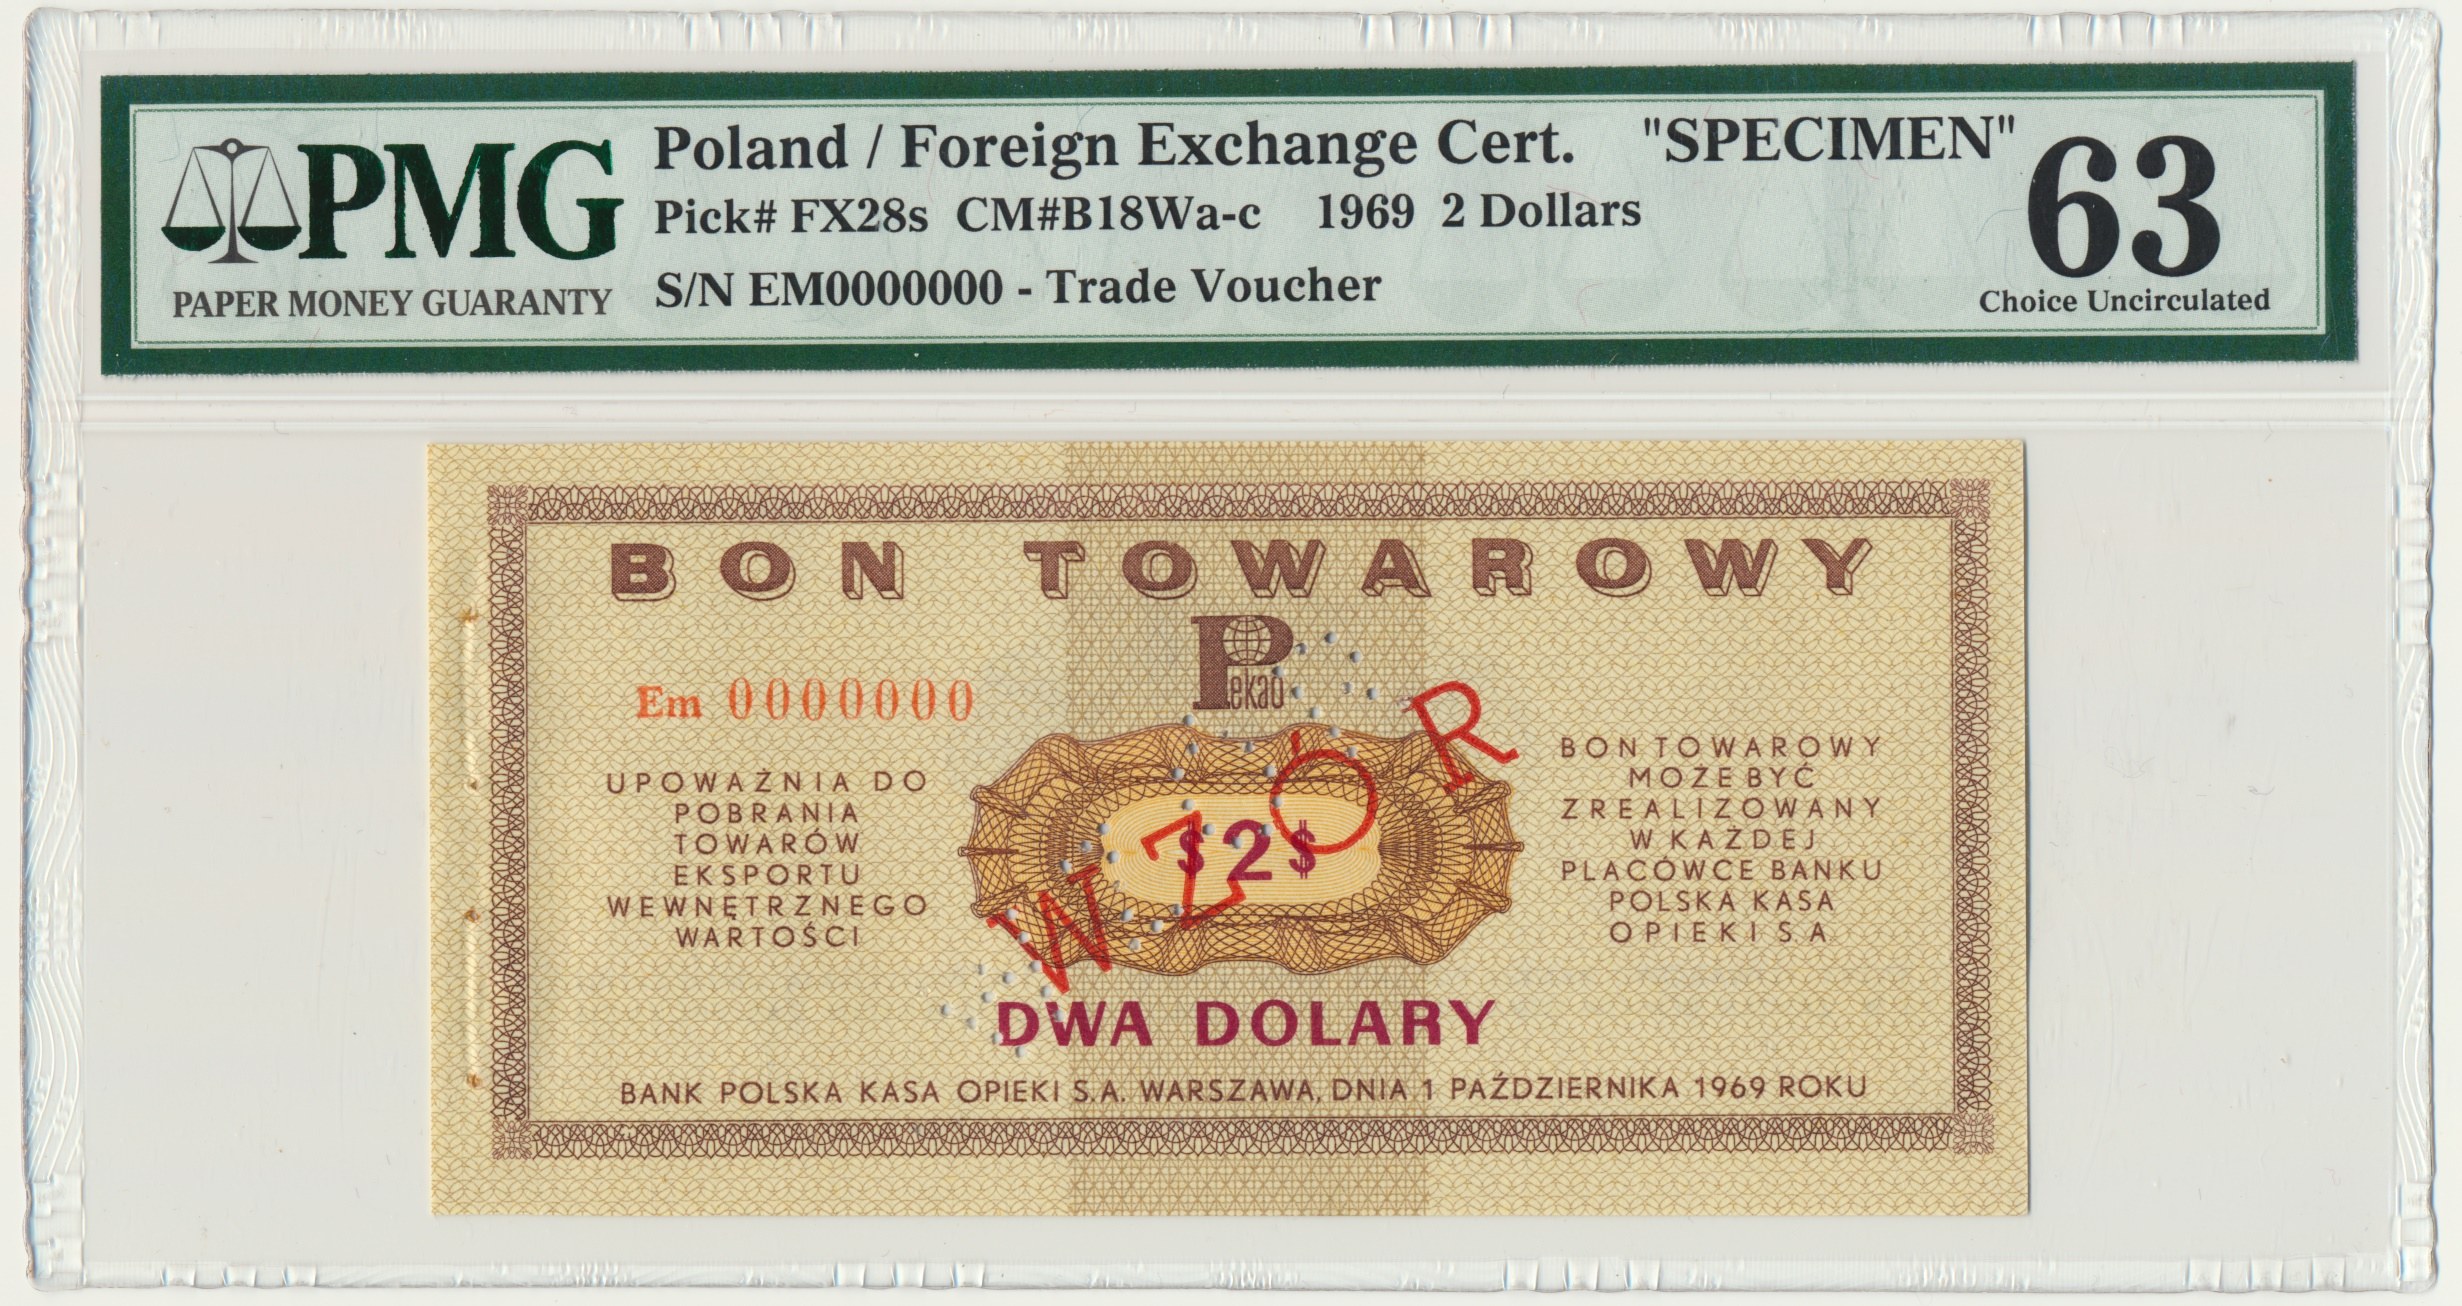 PMG
PAPER MONEY GUARANTY
Poland / Foreign Exchange Cert. "SPECIMEN"
Pick# FX28s CM#B18Wa-c 1969 2 Dollars
S/N EM0000000 - Trade Voucher
63
Choice Uncirculated
BON TOWAROWY
Pekao
Em 0000000
UPOWAŻNIA DO
POBRANIA
TOWARÓW
EKSPORTU
WEWNĘTRZNEGO
WARTOŚCI
$2$
WZÓR
BON TOWAROWY
MOŻE BYĆ
ZREALIZOWANY
W KAŻDEJ
PLACÓWCE BANKU
POLSKA KASA
OPIEKI S.A
DWA DOLARY
BANK POLSKA KASA OPIEKI S.A. WARSZAWA, DNIA 1 PAŹDZIERNIKA 1969 ROKU